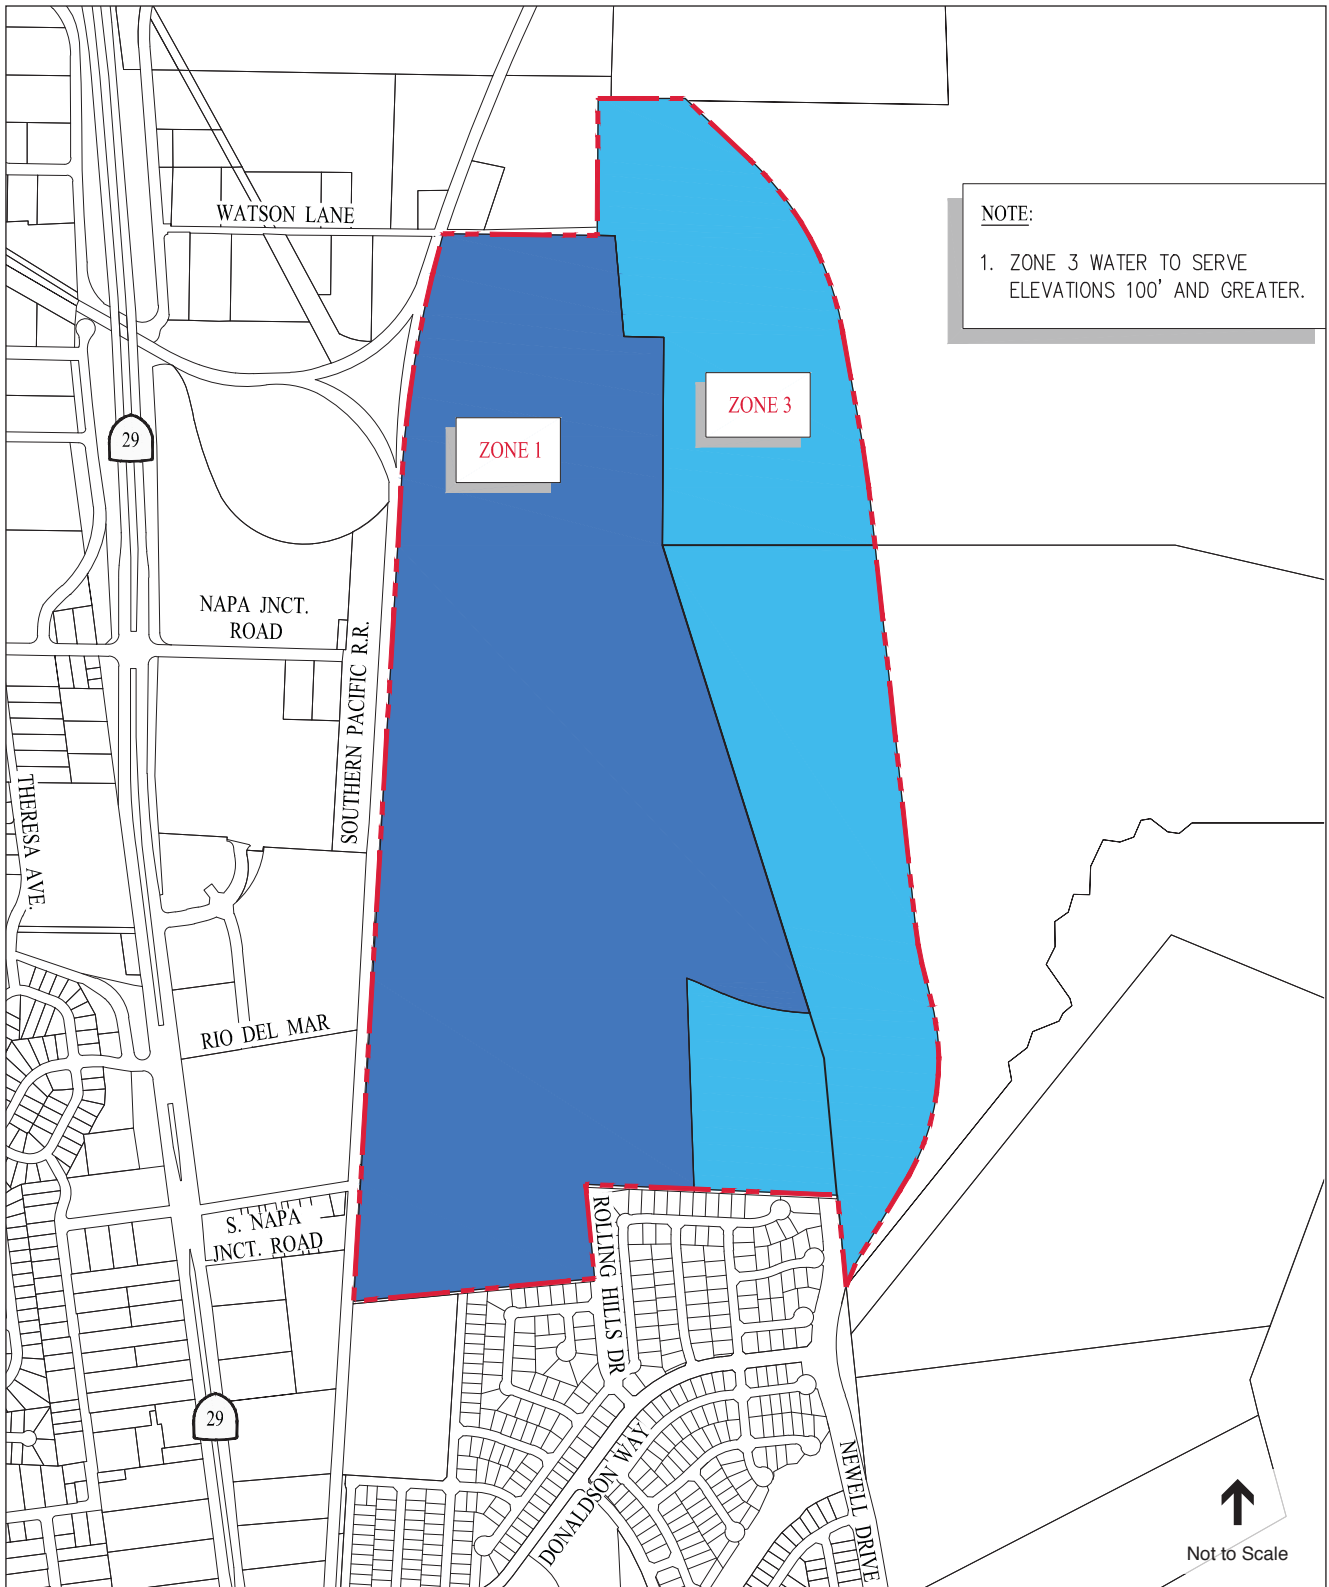 WATSON LANE
NOTE:
1. ZONE 3 WATER TO SERVE
ELEVATIONS 100' AND GREATER.
ZONE 3
ZONE 1
29
NAPA JNCT.
ROAD
SOUTHERN PACIFIC R.R.
THERESA AVE.
RIO DEL MAR
S. NAPA
JNCT. ROAD
ROLLING HILLS DR
29
DONALDSON WAY
NEWELL DRIVE
Not to Scale